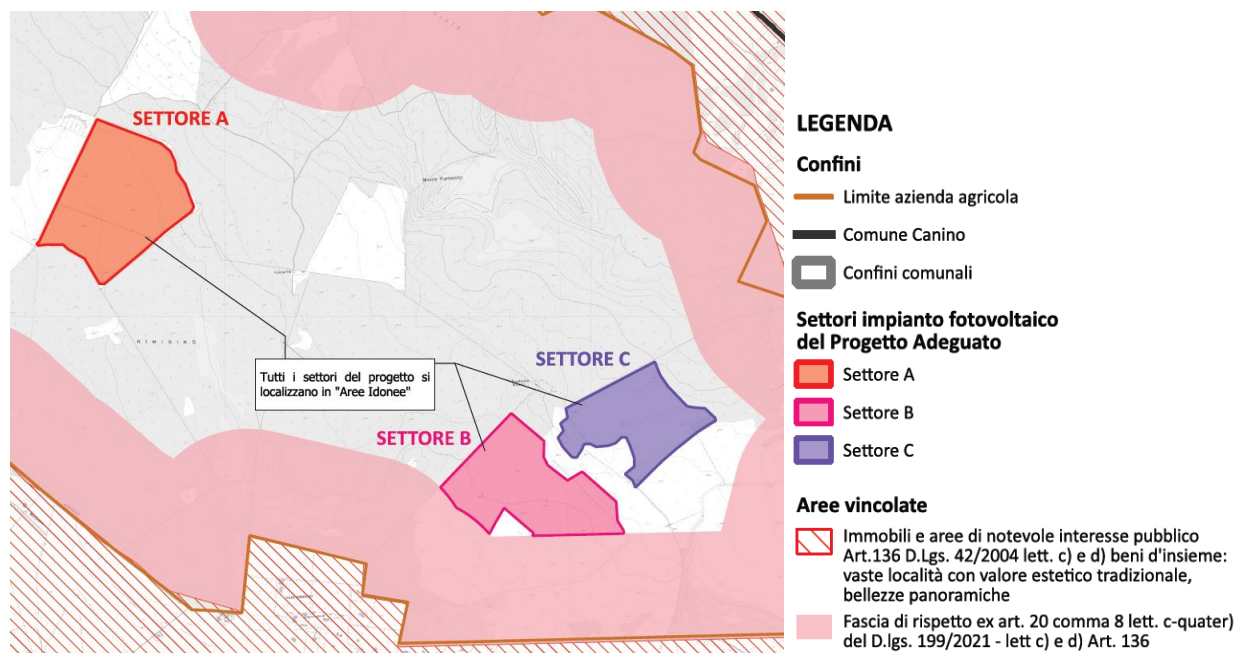 SETTORE A
RIMINIKO
SETTORE C
Tutti i settori del progetto si
localizzano in "Aree Idonee"
SETTORE B
LEGENDA
Confini
Limite azienda agricola
Comune Canino
Confini comunali
Settori impianto fotovoltaico
del Progetto Adeguato
Settore A
Settore B
Settore C
Aree vincolate
Immobili e aree di notevole interesse pubblico
Art.136 D.Lgs. 42/2004 lett. c) e d) beni d'insieme:
vaste località con valore estetico tradizionale,
bellezze panoramiche
Fascia di rispetto ex art. 20 comma 8 lett. c-quater)
del D.lgs. 199/2021 - lett c) e d) Art. 136